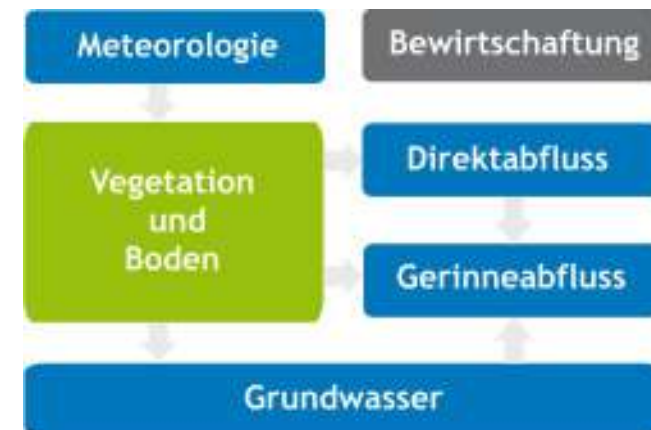 Meteorologie
Bewirtschaftung
Vegetation
und
Boden
Direktabfluss
Gerinneabfluss
Grundwasser